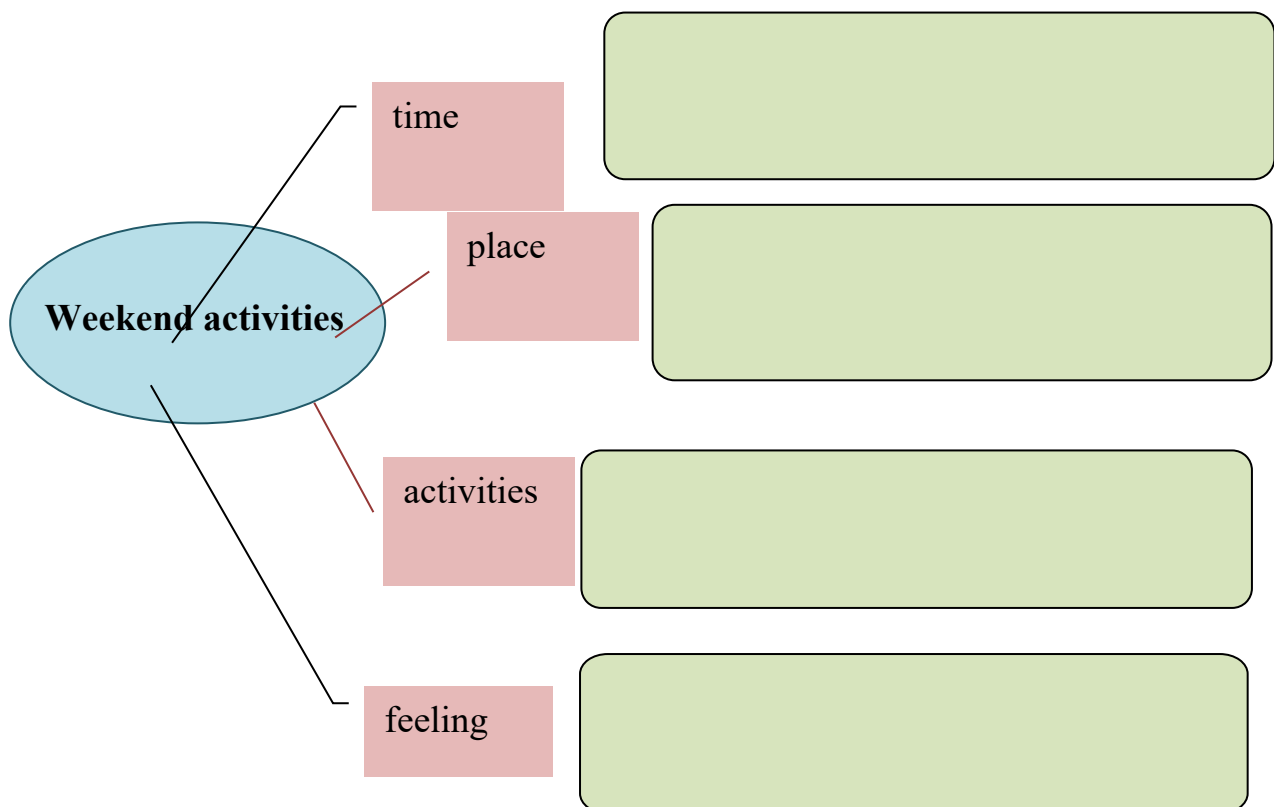 time
place
Weekend activities
activities
feeling